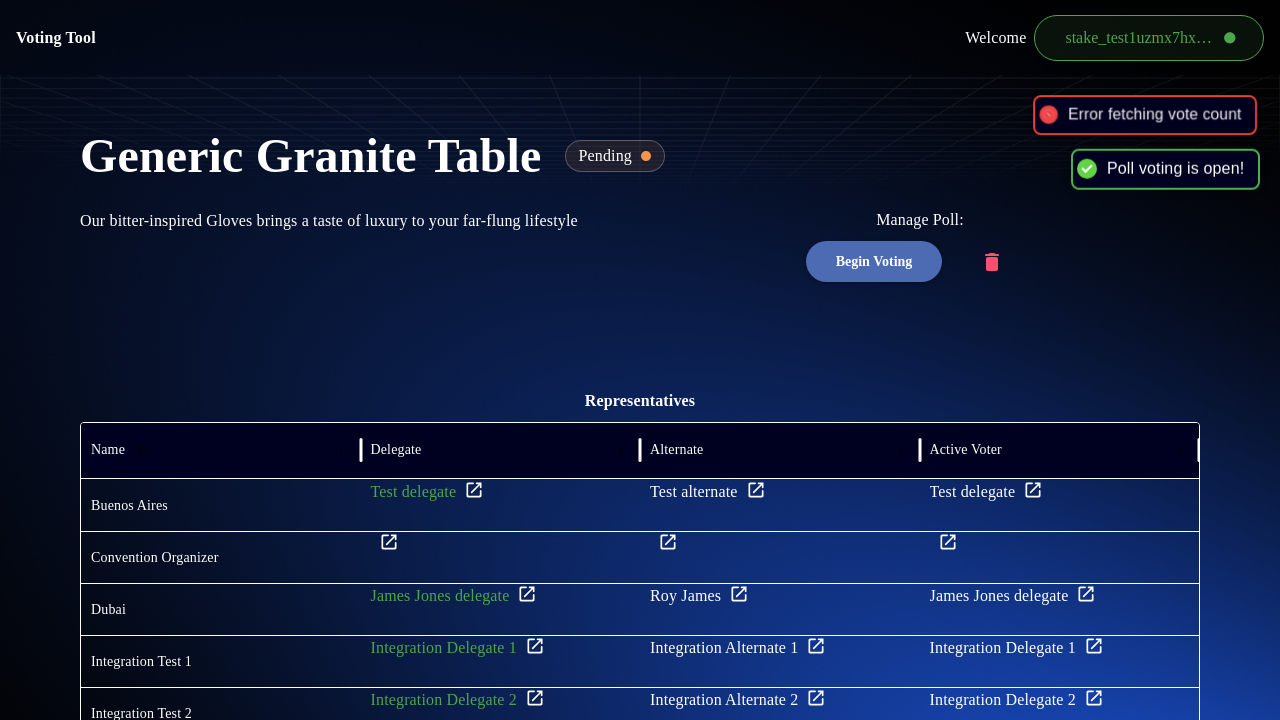 Voting Tool
Welcome stake_test1uzmx7hx…
Error fetching vote count
Poll voting is open!
Generic Granite Table Pending
Our bitter-inspired Gloves brings a taste of luxury to your far-flung lifestyle
Manage Poll:
Begin Voting
Representatives
Name Delegate Alternate Active Voter
Buenos Aires Test delegate Test alternate Test delegate
Convention Organizer
Dubai James Jones delegate Roy James James Jones delegate
Integration Test 1 Integration Delegate 1 Integration Alternate 1 Integration Delegate 1
Integration Test 2 Integration Delegate 2 Integration Alternate 2 Integration Delegate 2